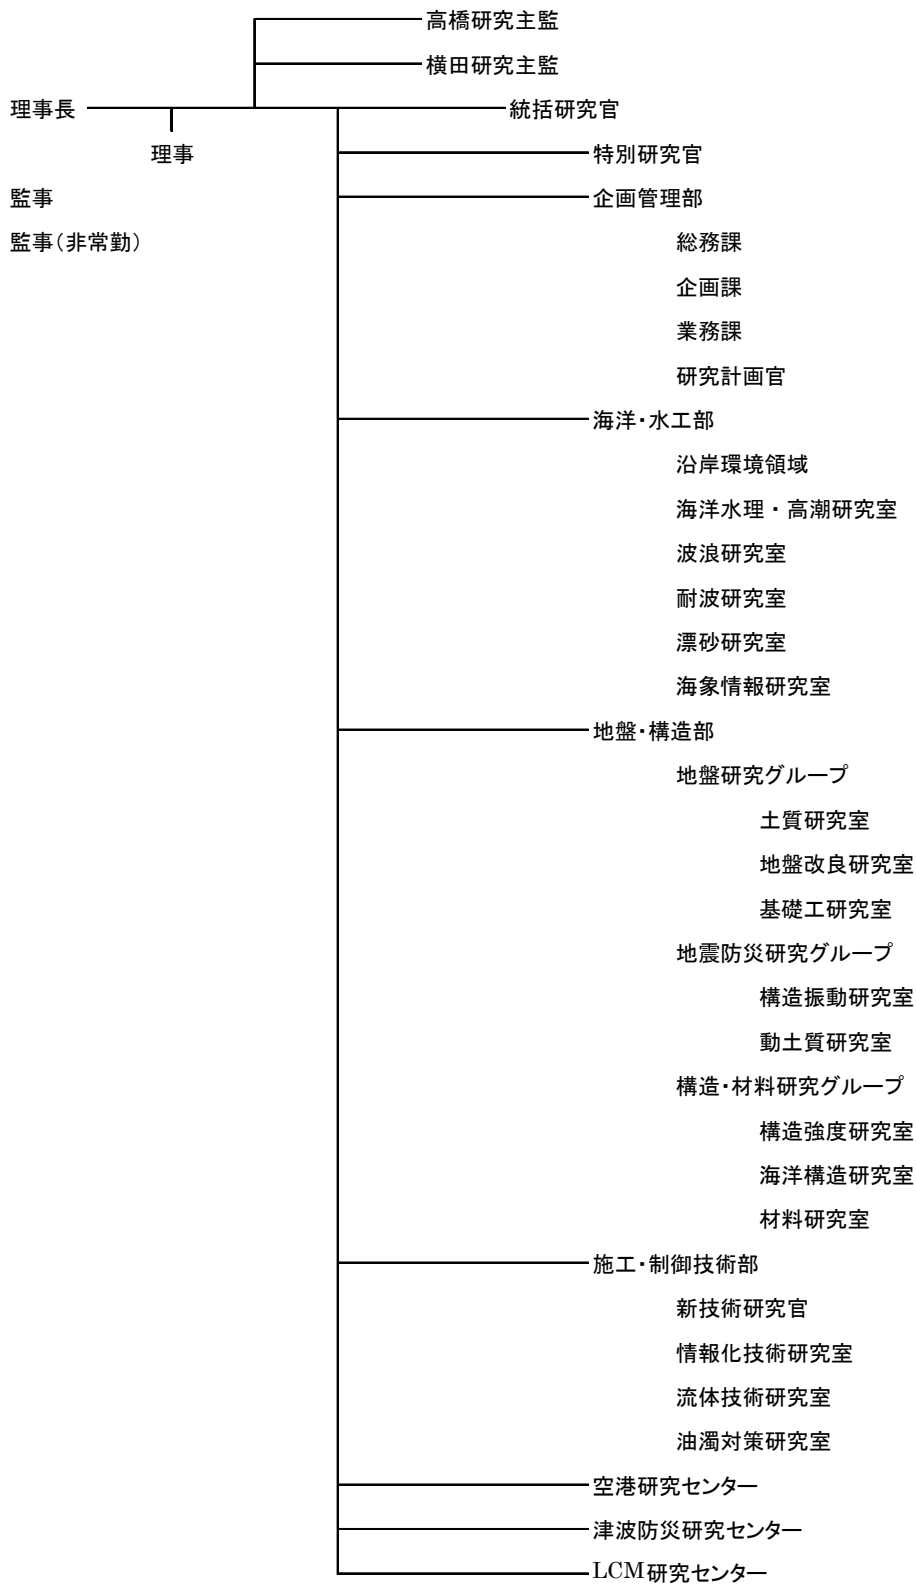 高橋研究主監
横田研究主監
理事長 統括研究官
理事 特別研究官
監事 企画管理部
監事（非常勤） 総務課
企画課
業務課
研究計画官
海洋・水工部
沿岸環境領域
海洋水理・高潮研究室
波浪研究室
耐波研究室
漂砂研究室
海象情報研究室
地盤・構造部
地盤研究グループ
土質研究室
地盤改良研究室
基礎工研究室
地震防災研究グループ
構造振動研究室
動土質研究室
構造・材料研究グループ
構造強度研究室
海洋構造研究室
材料研究室
施工・制御技術部
新技術研究官
情報化技術研究室
流体技術研究室
油濁対策研究室
空港研究センター
津波防災研究センター
LCM研究センター